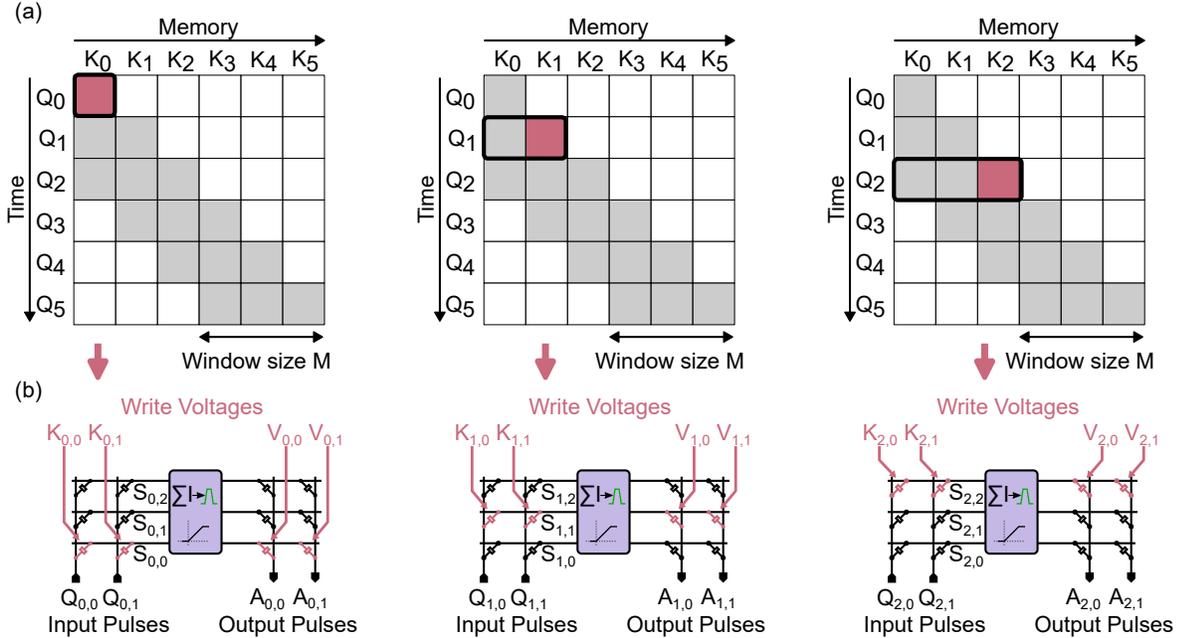 (a)
Memory Memory Memory
K0 K1 K2 K3 K4 K5 K0 K1 K2 K3 K4 K5 K0 K1 K2 K3 K4 K5
Time Time Time
Q0 Q0 Q0
Q1 Q1 Q1
Q2 Q2 Q2
Q3 Q3 Q3
Q4 Q4 Q4
Q5 Q5 Q5
Window size M Window size M Window size M
(b)
Write Voltages Write Voltages Write Voltages
K0,0 K0,1 V0,0 V0,1 K1,0 K1,1 V1,0 V1,1 K2,0 K2,1 V2,0 V2,1
S0,2 ∑I S1,2 ∑I S2,2 ∑I
S0,1 S1,1 S2,1
S0,0 S1,0 S2,0
Q0,0 Q0,1 A0,0 A0,1 Q1,0 Q1,1 A1,0 A1,1 Q2,0 Q2,1 A2,0 A2,1
Input Pulses Output Pulses Input Pulses Output Pulses Input Pulses Output Pulses